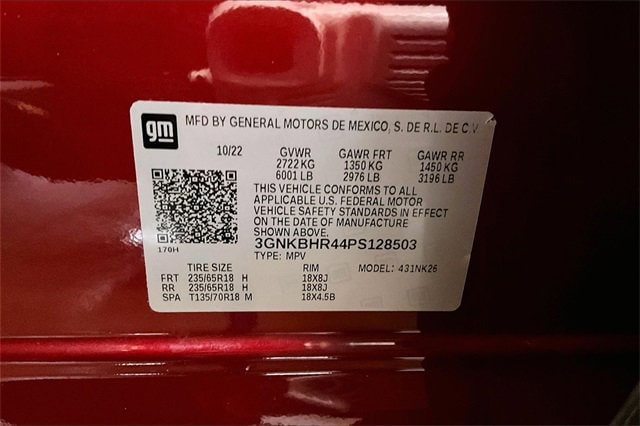 gm
MFD BY GENERAL MOTORS DE MEXICO, S. DE R.L. DE C.V
10/22 GVWR GAWR FRT GAWR RR
2722 KG 1350 KG 1450 KG
6001 LB 2976 LB 3196 LB
THIS VEHICLE CONFORMS TO ALL
APPLICABLE U.S. FEDERAL MOTOR
VEHICLE SAFETY STANDARDS IN EFFECT
ON THE DATE OF MANUFACTURE
SHOWN ABOVE.
3GNKBHR44PS128503
170H TYPE: MPV
TIRE SIZE RIM MODEL: 431NK26
FRT 235/65R18 H 18X8J
RR 235/65R18 H 18X8J
SPA T135/70R18 M 18X4.5B